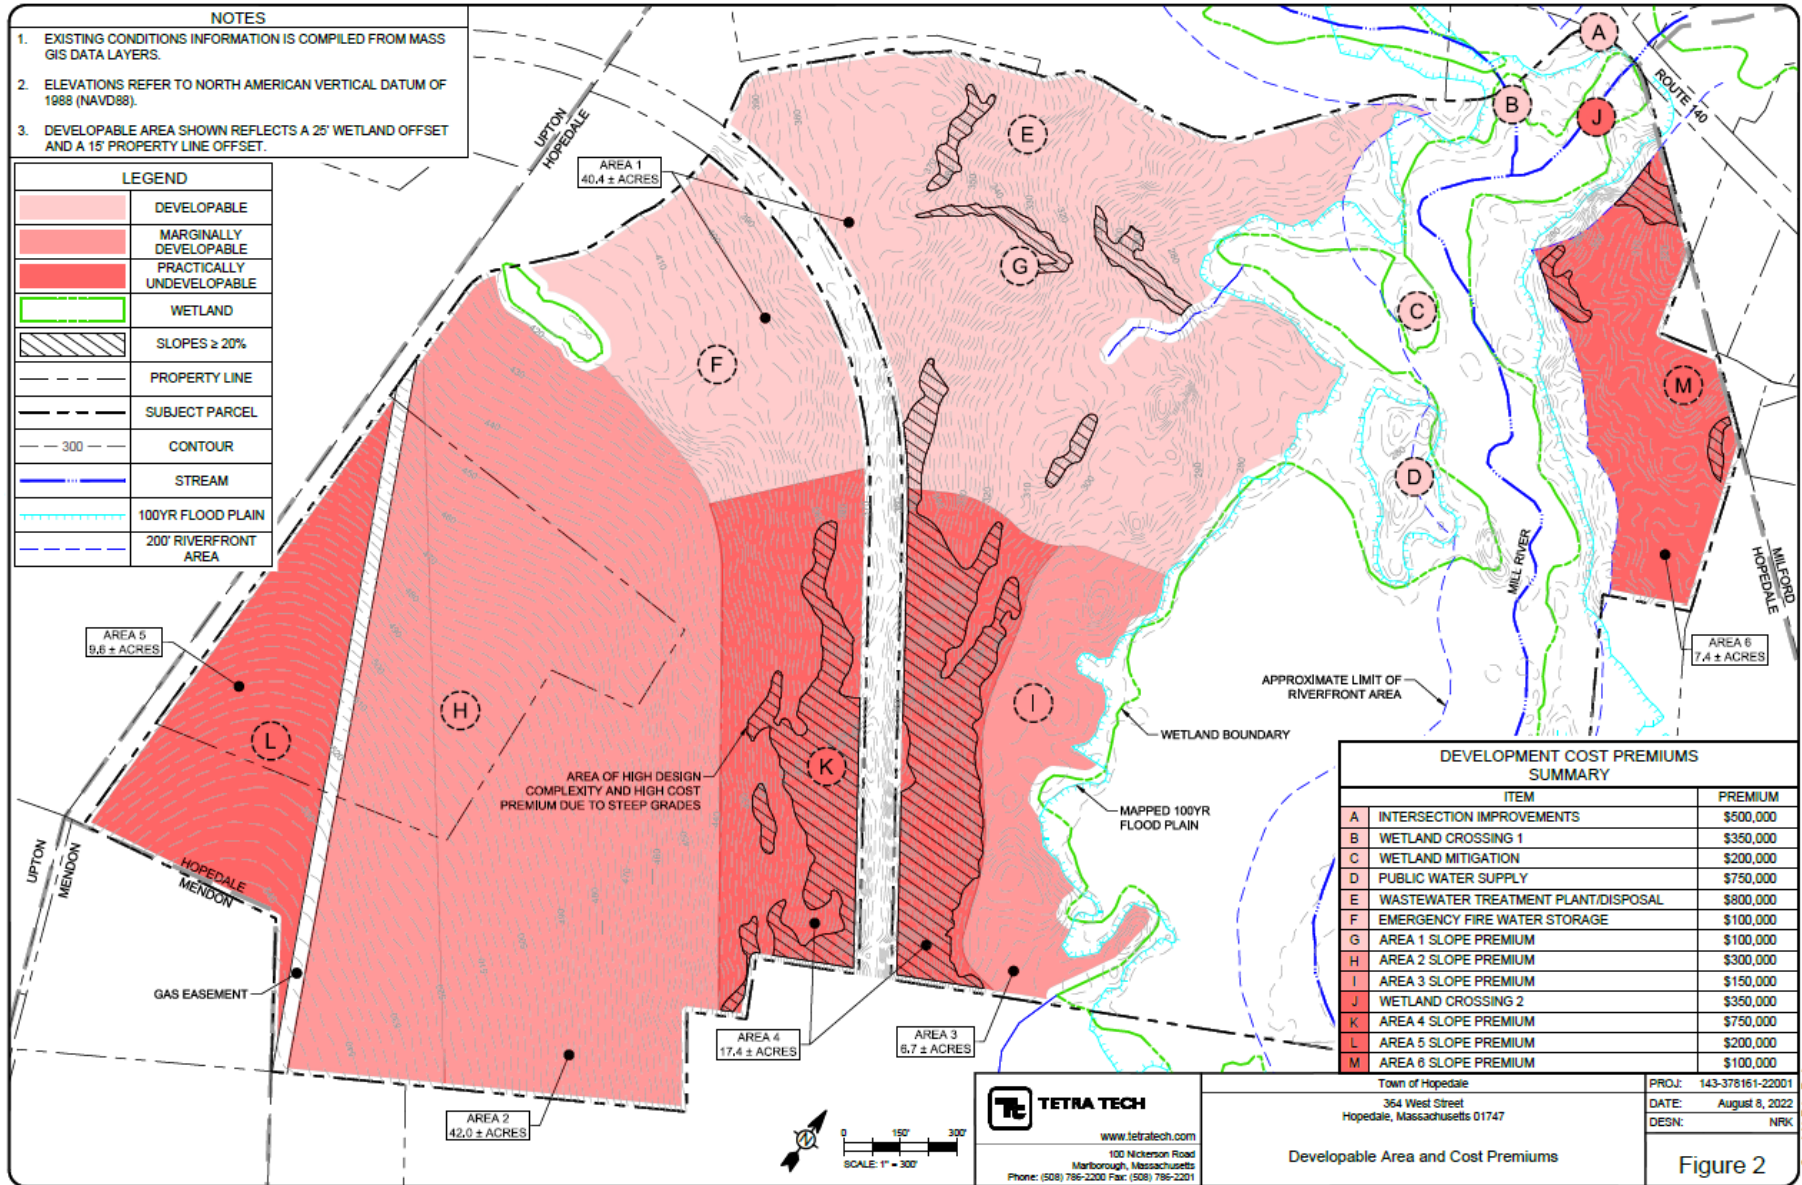 NOTES
1. EXISTING CONDITIONS INFORMATION IS COMPILED FROM MASS
GIS DATA LAYERS.
2. ELEVATIONS REFER TO NORTH AMERICAN VERTICAL DATUM OF
1988 (NAVD88).
3. DEVELOPABLE AREA SHOWN REFLECTS A 25' WETLAND OFFSET
AND A 15' PROPERTY LINE OFFSET.
LEGEND
DEVELOPABLE
MARGINALLY
DEVELOPABLE
PRACTICALLY
UNDEVELOPABLE
WETLAND
SLOPES ≥ 20%
PROPERTY LINE
SUBJECT PARCEL
300 CONTOUR
STREAM
100YR FLOOD PLAIN
200' RIVERFRONT
AREA
UPTON
HOPEDALE
AREA 1
40.4 ± ACRES
A
B
J
ROUTE 140
E
G
F
C
D
M
MILL RIVER
MILFORD
HOPEDALE
AREA 6
7.4 ± ACRES
AREA 5
9.6 ± ACRES
L
H
K
I
AREA OF HIGH DESIGN
COMPLEXITY AND HIGH COST
PREMIUM DUE TO STEEP GRADES
APPROXIMATE LIMIT OF
RIVERFRONT AREA
WETLAND BOUNDARY
MAPPED 100YR
FLOOD PLAIN
UPTON
MENDON
HOPEDALE
MENDON
GAS EASEMENT
AREA 4
17.4 ± ACRES
AREA 3
6.7 ± ACRES
AREA 2
42.0 ± ACRES
DEVELOPMENT COST PREMIUMS
SUMMARY
ITEM PREMIUM
A INTERSECTION IMPROVEMENTS $500,000
B WETLAND CROSSING 1 $350,000
C WETLAND MITIGATION $200,000
D PUBLIC WATER SUPPLY $750,000
E WASTEWATER TREATMENT PLANT/DISPOSAL $800,000
F EMERGENCY FIRE WATER STORAGE $100,000
G AREA 1 SLOPE PREMIUM $100,000
H AREA 2 SLOPE PREMIUM $300,000
I AREA 3 SLOPE PREMIUM $150,000
J WETLAND CROSSING 2 $350,000
K AREA 4 SLOPE PREMIUM $750,000
L AREA 5 SLOPE PREMIUM $200,000
M AREA 6 SLOPE PREMIUM $100,000
N
0 150' 300'
SCALE: 1" = 300'
TETRA TECH
www.tetratech.com
100 Nickerson Road
Marlborough, Massachusetts
Phone: (508) 786-2200 Fax: (508) 786-2201
Town of Hopedale
364 West Street
Hopedale, Massachusetts 01747
Developable Area and Cost Premiums
PROJ: 143-378161-22001
DATE: August 8, 2022
DESN: NRK
Figure 2